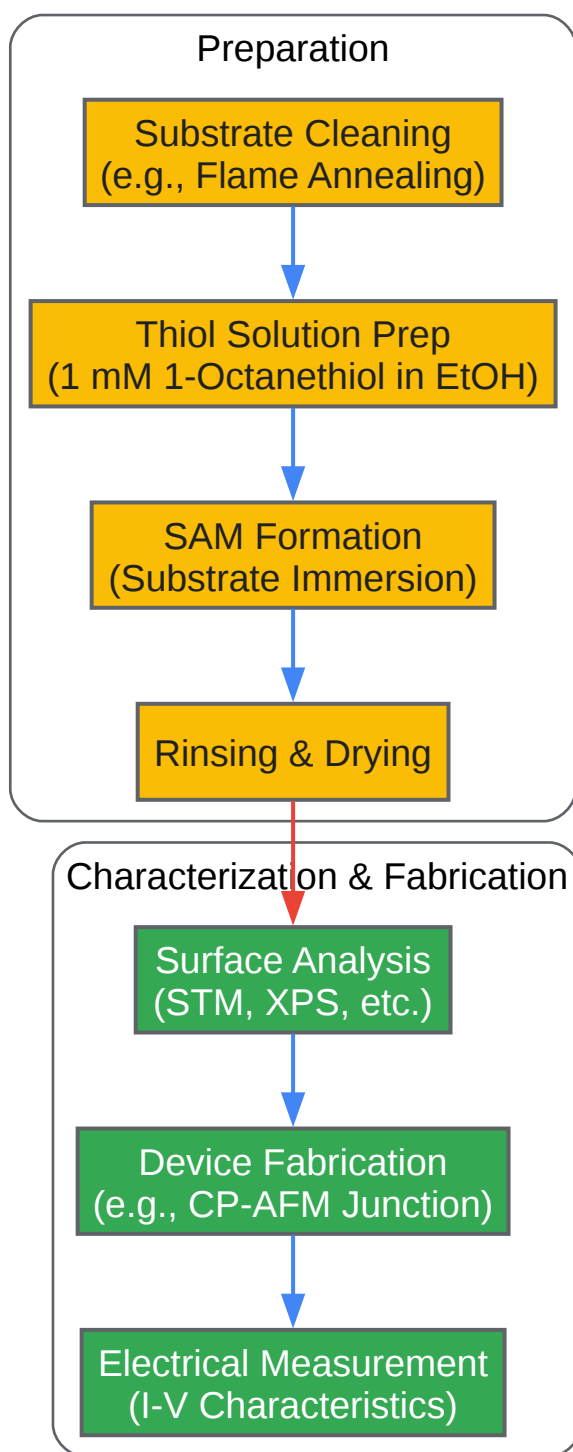 Preparation
Substrate Cleaning
(e.g., Flame Annealing)
Thiol Solution Prep
(1 mM 1-Octanethiol in EtOH)
SAM Formation
(Substrate Immersion)
Rinsing & Drying
Characterization & Fabrication
Surface Analysis
(STM, XPS, etc.)
Device Fabrication
(e.g., CP-AFM Junction)
Electrical Measurement
(I-V Characteristics)